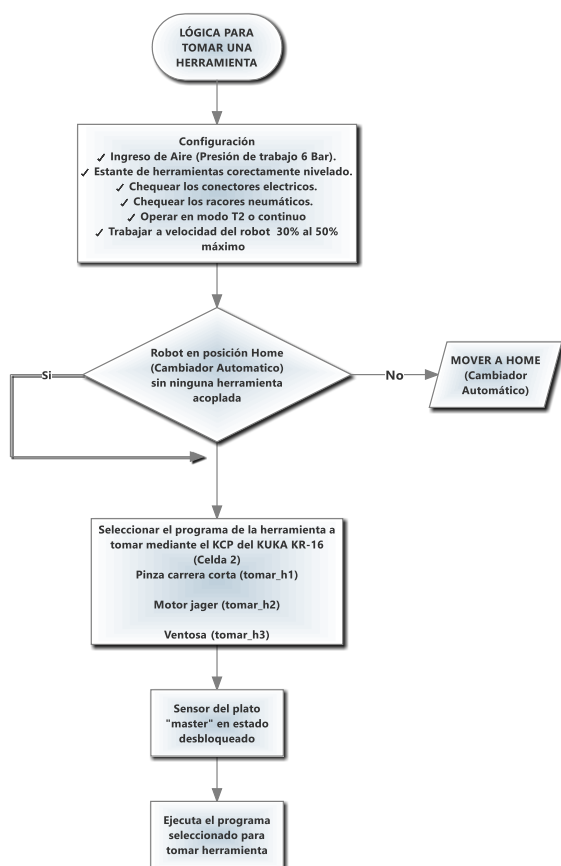 LÓGICA PARA
TOMAR UNA
HERRAMIENTA
Configuración
✓ Ingreso de Aire (Presión de trabajo 6 Bar).
✓ Estante de herramientas corectamente nivelado.
✓ Chequear los conectores electricos.
✓ Chequear los racores neumáticos.
✓ Operar en modo T2 o continuo
✓ Trabajar a velocidad del robot 30% al 50%
máximo
Robot en posición Home
(Cambiador Automatico)
sin ninguna herramienta
acoplada
Si
No
MOVER A HOME
(Cambiador
Automático)
Seleccionar el programa de la herramienta a
tomar mediante el KCP del KUKA KR-16
(Celda 2)
Pinza carrera corta (tomar_h1)
Motor jager (tomar_h2)
Ventosa (tomar_h3)
Sensor del plato
"master" en estado
desbloqueado
Ejecuta el programa
seleccionado para
tomar herramienta